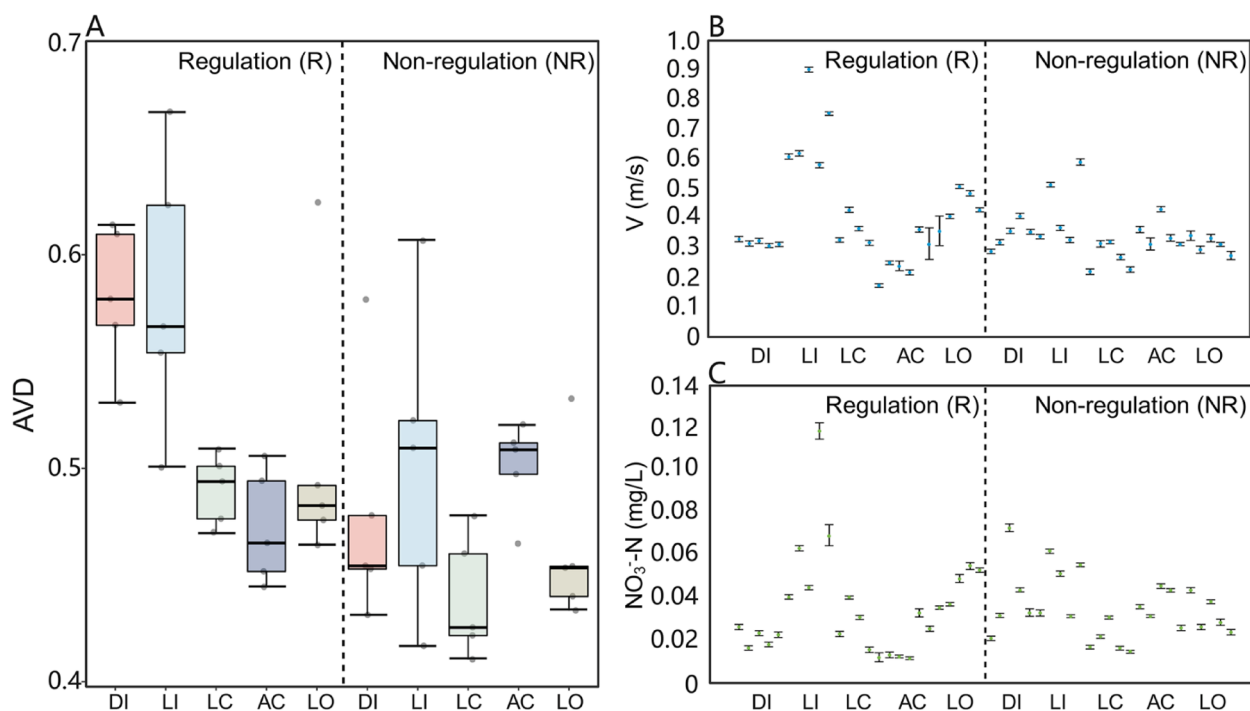 A
0.7
Regulation (R)
Non-regulation (NR)
0.6
0.5
0.4
AVD
DI LI LC AC LO DI LI LC AC LO
B
1.0
Regulation (R)
Non-regulation (NR)
0.9
0.8
0.7
0.6
0.5
0.4
0.3
0.2
0.1
0
V (m/s)
DI LI LC AC LO DI LI LC AC LO
C
0.14
Regulation (R)
Non-regulation (NR)
0.12
0.10
0.08
0.06
0.04
0.02
0
NO₃-N (mg/L)
DI LI LC AC LO DI LI LC AC LO